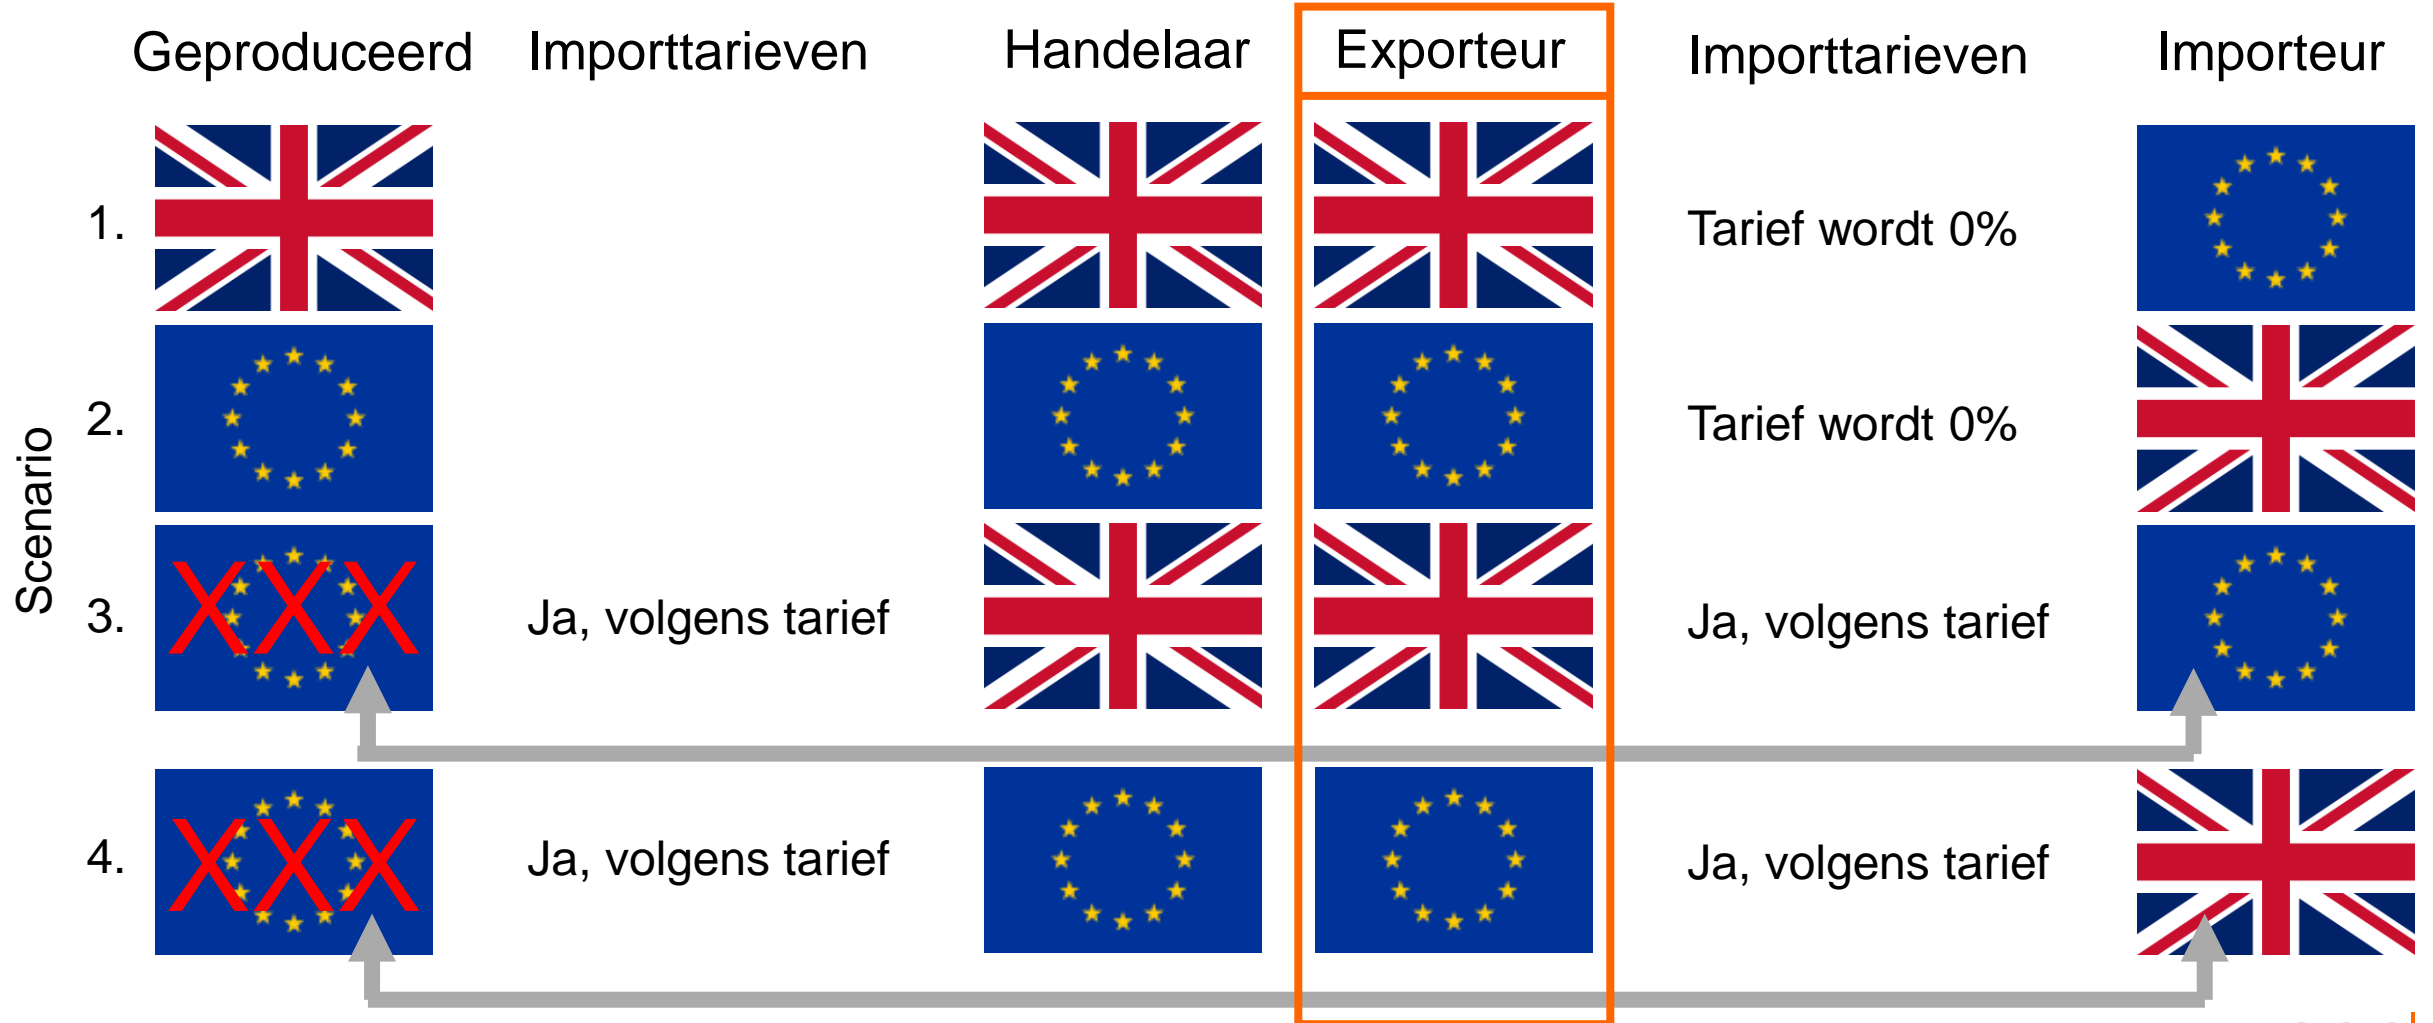 Geproduceerd Importtarieven Handelaar Exporteur Importtarieven Importeur
Scenario
1. Tarief wordt 0%
2. Tarief wordt 0%
3. XXX Ja, volgens tarief Ja, volgens tarief
4. XXX Ja, volgens tarief Ja, volgens tarief